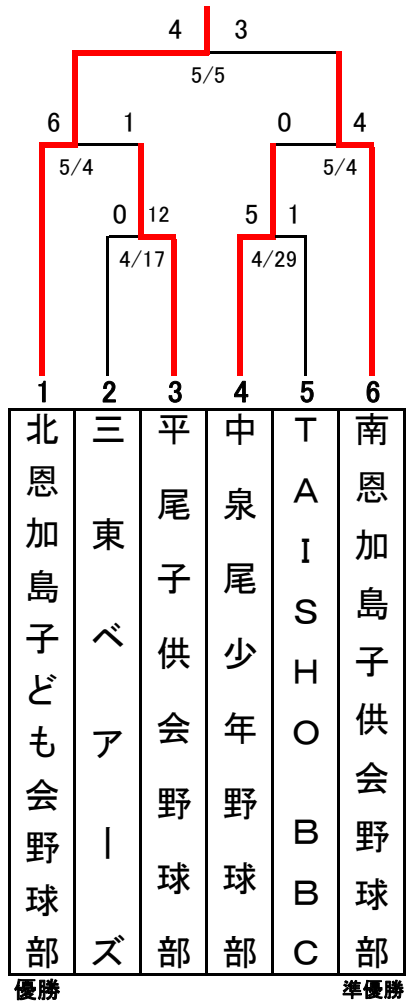 4 3
5/5
6 1 0 4
5/4 5/4
0 12 5 1
4/17 4/29
1 2 3 4 5 6
北恩加島子ども会野球部
三東ベアーズ
平尾子供会野球部
中泉尾少年野球部
TAISHO BBC
南恩加島子供会野球部
優勝 準優勝